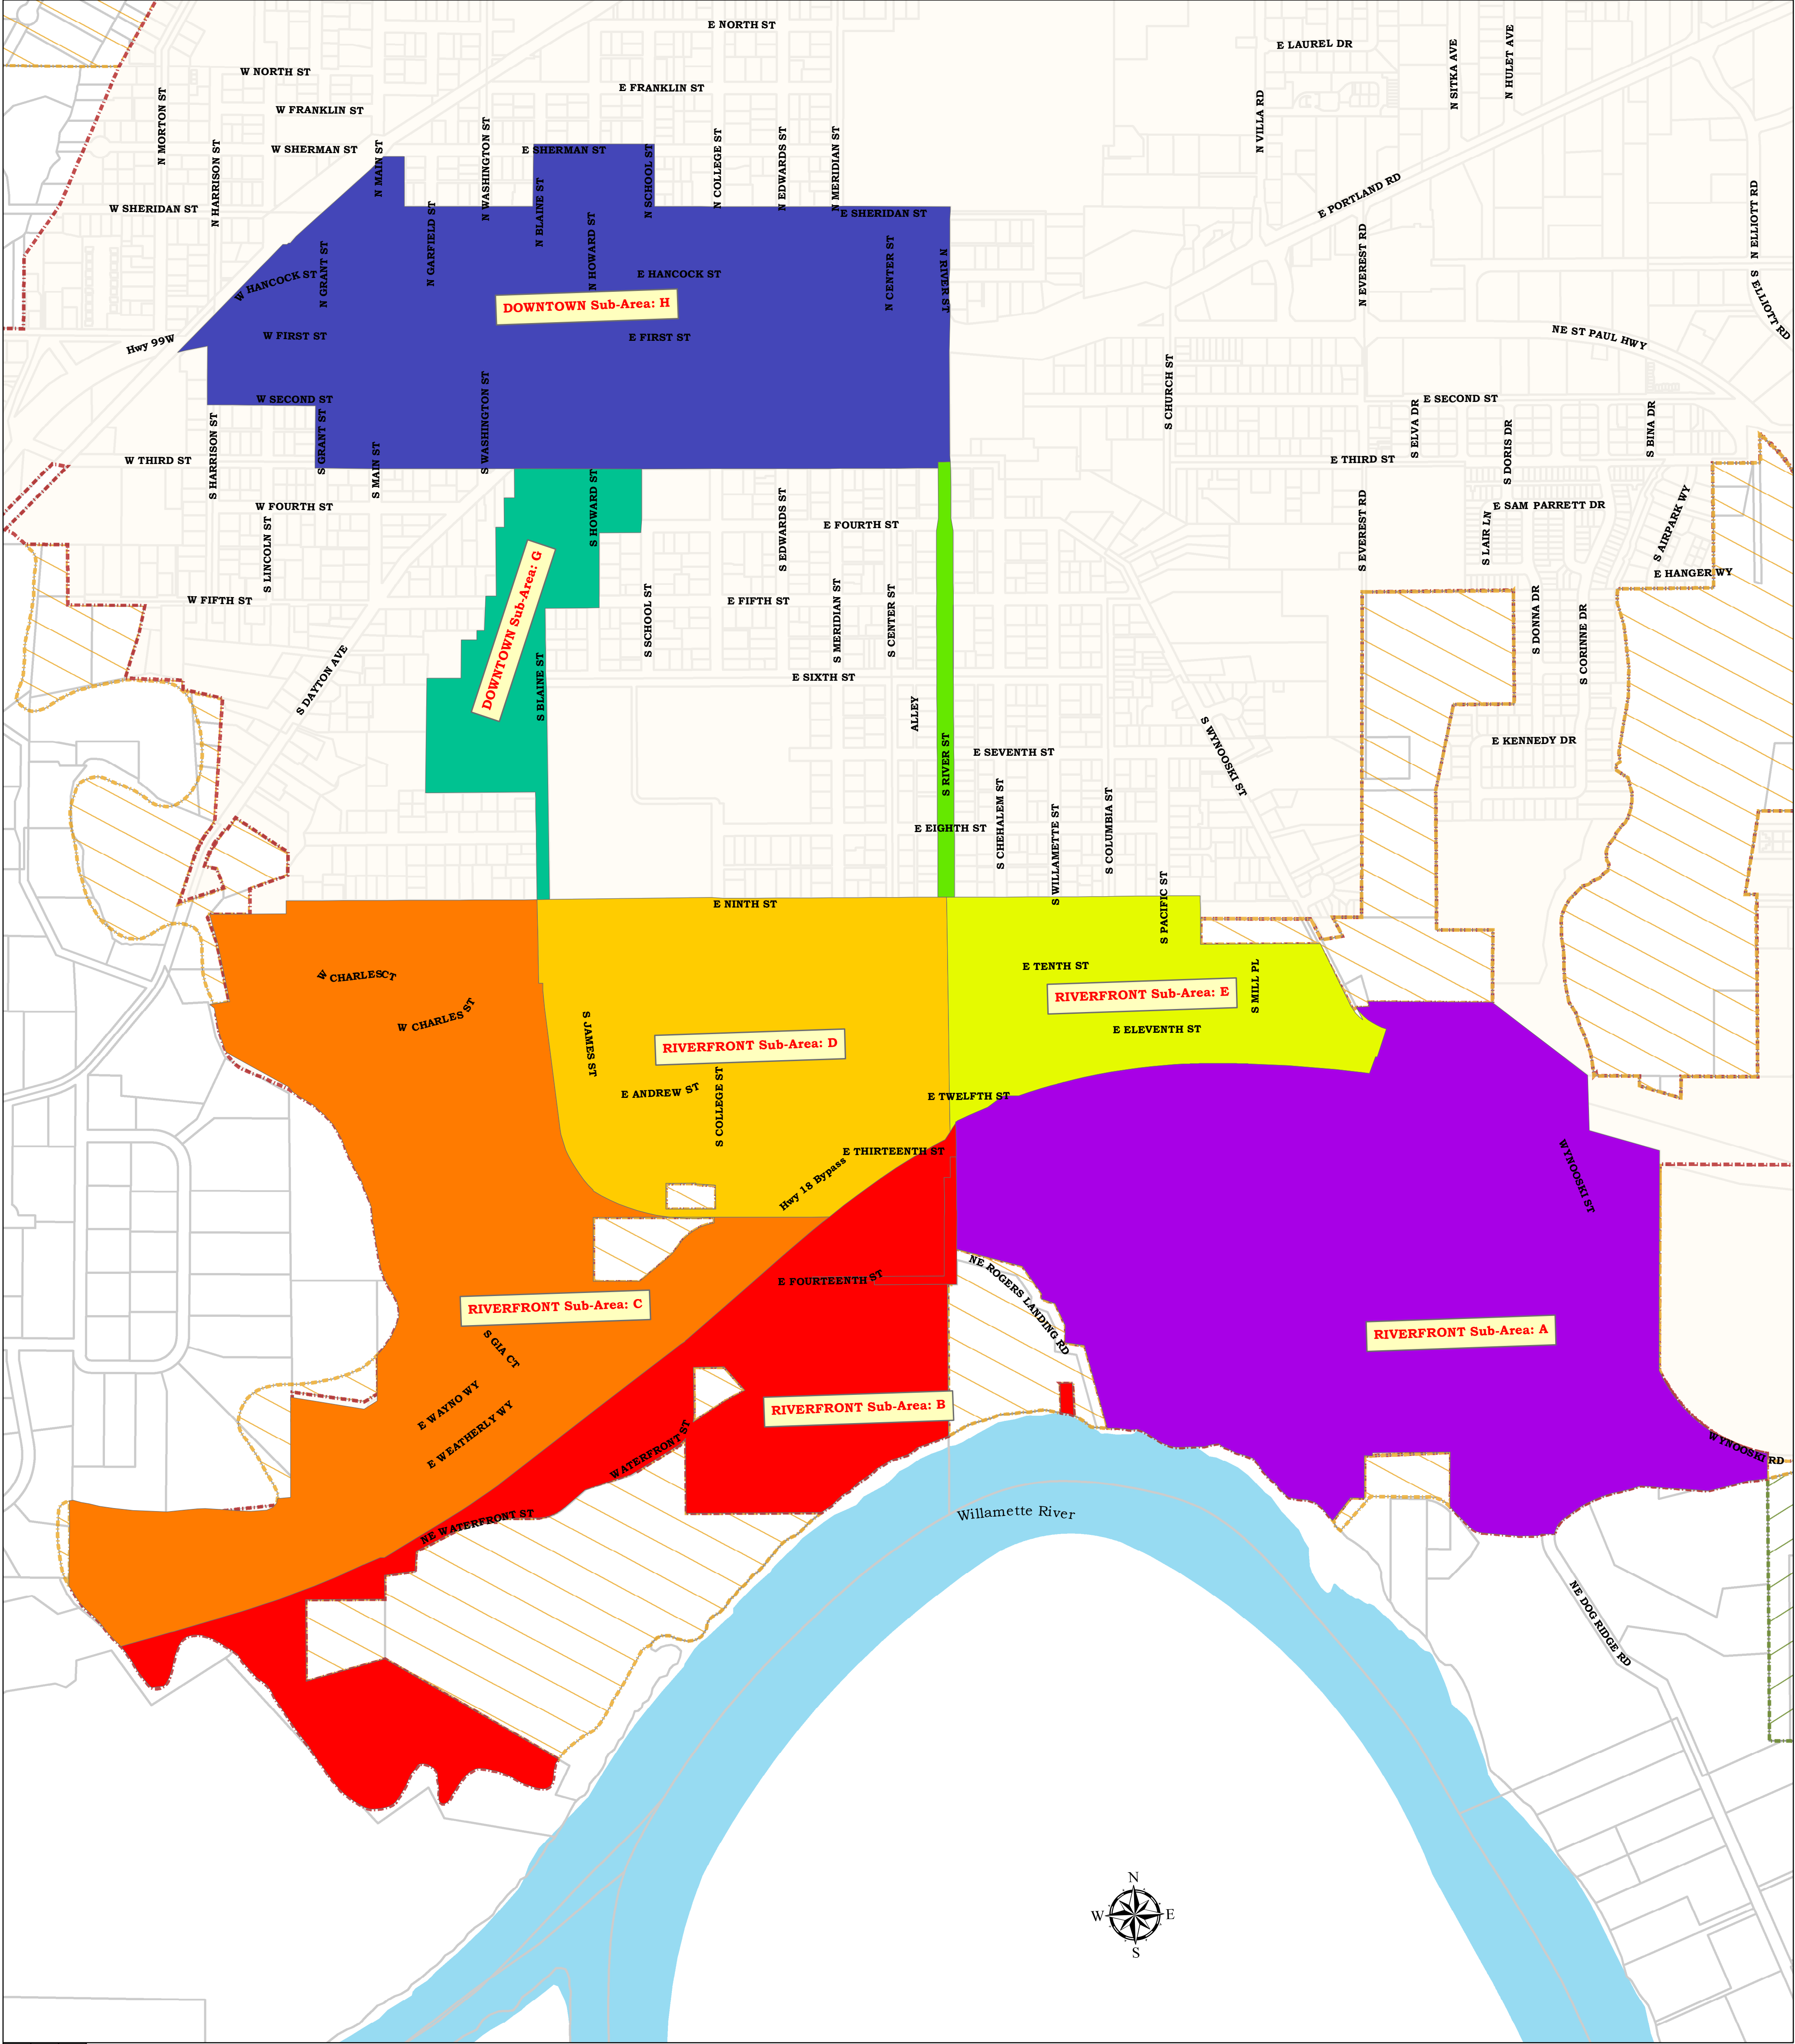 E NORTH ST
E LAUREL DR
N SITKA AVE
N HULET AVE
W NORTH ST
E FRANKLIN ST
N MORTON ST
W FRANKLIN ST
N VILLA RD
W SHERMAN ST
E SHERMAN ST
N HARRISON ST
N MAIN ST
N WASHINGTON ST
N BLAINE ST
N SCHOOL ST
N COLLEGE ST
N EDWARDS ST
N MERIDIAN ST
E PORTLAND RD
N ELLIOTT RD
W SHERIDAN ST
E SHERIDAN ST
N GRANT ST
N GARFIELD ST
N HOWARD ST
N CENTER ST
N RIVER ST
N EVEREST RD
S ELLIOTT RD
W HANCOCK ST
E HANCOCK ST
DOWNTOWN Sub-Area: H
Hwy 99W
W FIRST ST
E FIRST ST
NE ST PAUL HWY
S CHURCH ST
W SECOND ST
E SECOND ST
S HARRISON ST
S GRANT ST
S MAIN ST
S WASHINGTON ST
S ELVA DR
S DORIS DR
S BINA DR
W THIRD ST
E THIRD ST
W FOURTH ST
S HOWARD ST
S EDWARDS ST
E FOURTH ST
S EVEREST RD
E SAM PARRETT DR
S LAIR LN
S AIRPARK WY
S LINCOLN ST
E HANGER WY
W FIFTH ST
DOWNTOWN Sub-Area: G
S SCHOOL ST
E FIFTH ST
S MERIDIAN ST
S CENTER ST
S DONNA DR
S CORINNE DR
S DAYTON AVE
S BLAINE ST
E SIXTH ST
ALLEY
S RIVER ST
E SEVENTH ST
S WYNOOSKI ST
E KENNEDY DR
E EIGHTH ST
S CHEHALEM ST
S WILLAMETTE ST
S COLUMBIA ST
S PACIFIC ST
E NINTH ST
W CHARLES CT
W CHARLES ST
E TENTH ST
S MILL PL
RIVERFRONT Sub-Area: E
S JAMES ST
RIVERFRONT Sub-Area: D
E ELEVENTH ST
E ANDREW ST
S COLLEGE ST
E TWELFTH ST
E THIRTEENTH ST
Hwy 18 Bypass
WYNOOSKI ST
E FOURTEENTH ST
NE ROGERS LANDING RD
RIVERFRONT Sub-Area: C
RIVERFRONT Sub-Area: A
S GIA CT
E WAYNO WY
RIVERFRONT Sub-Area: B
E WEATHERLY WY
WATERFRONT ST
WYNOOSKI RD
NE WATERFRONT ST
Willamette River
NE DOG RIDGE RD
N
W
E
S